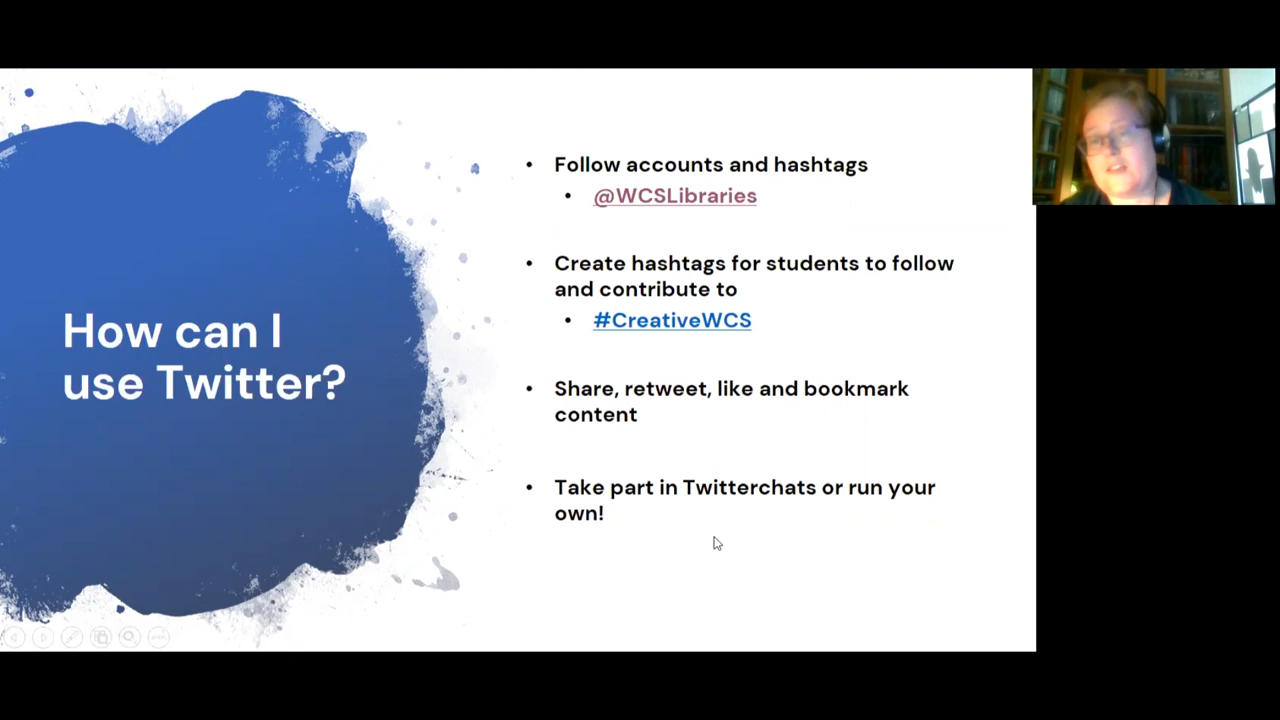 How can I
use Twitter?
• Follow accounts and hashtags
• @WCSLibraries
• Create hashtags for students to follow
and contribute to
• #CreativeWCS
• Share, retweet, like and bookmark
content
• Take part in Twitterchats or run your
own!